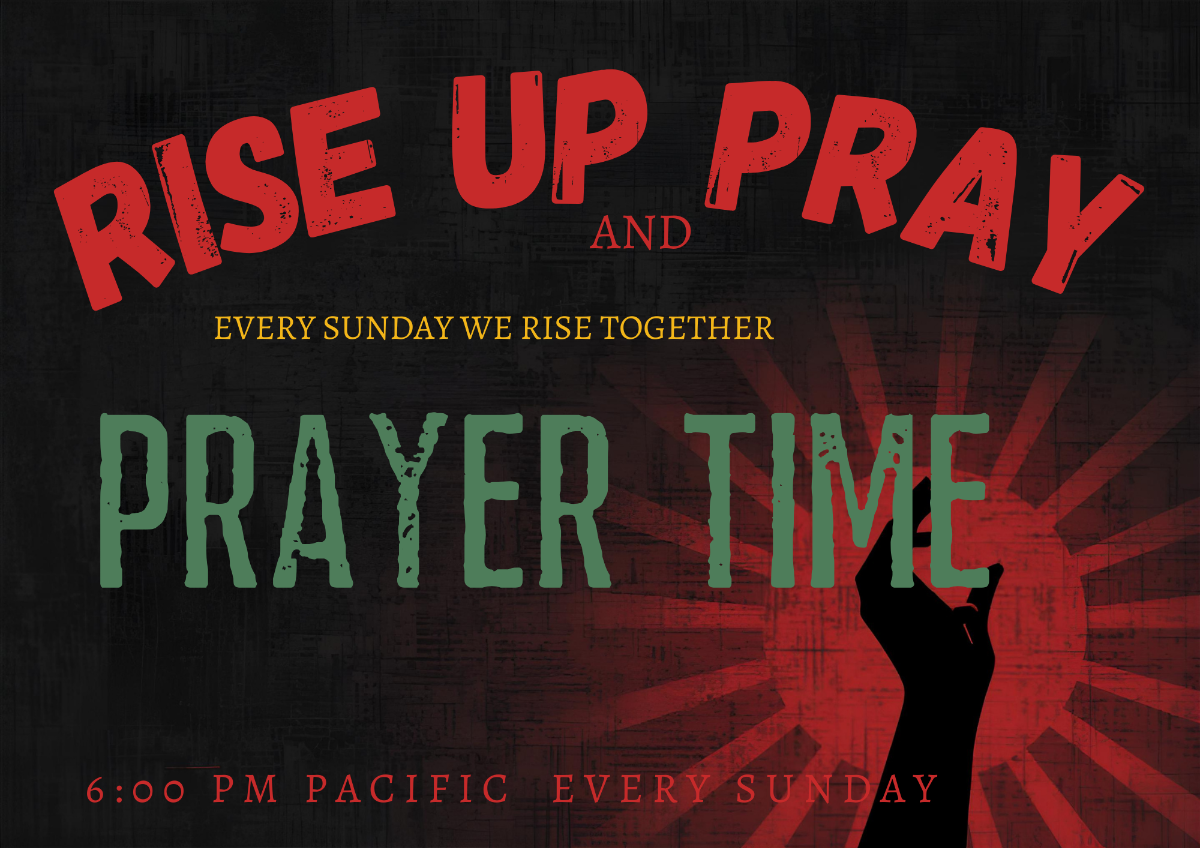 RISE UP PRAY
AND
EVERY SUNDAY WE RISE TOGETHER
PRAYER TIME
6:00 PM PACIFIC EVERY SUNDAY